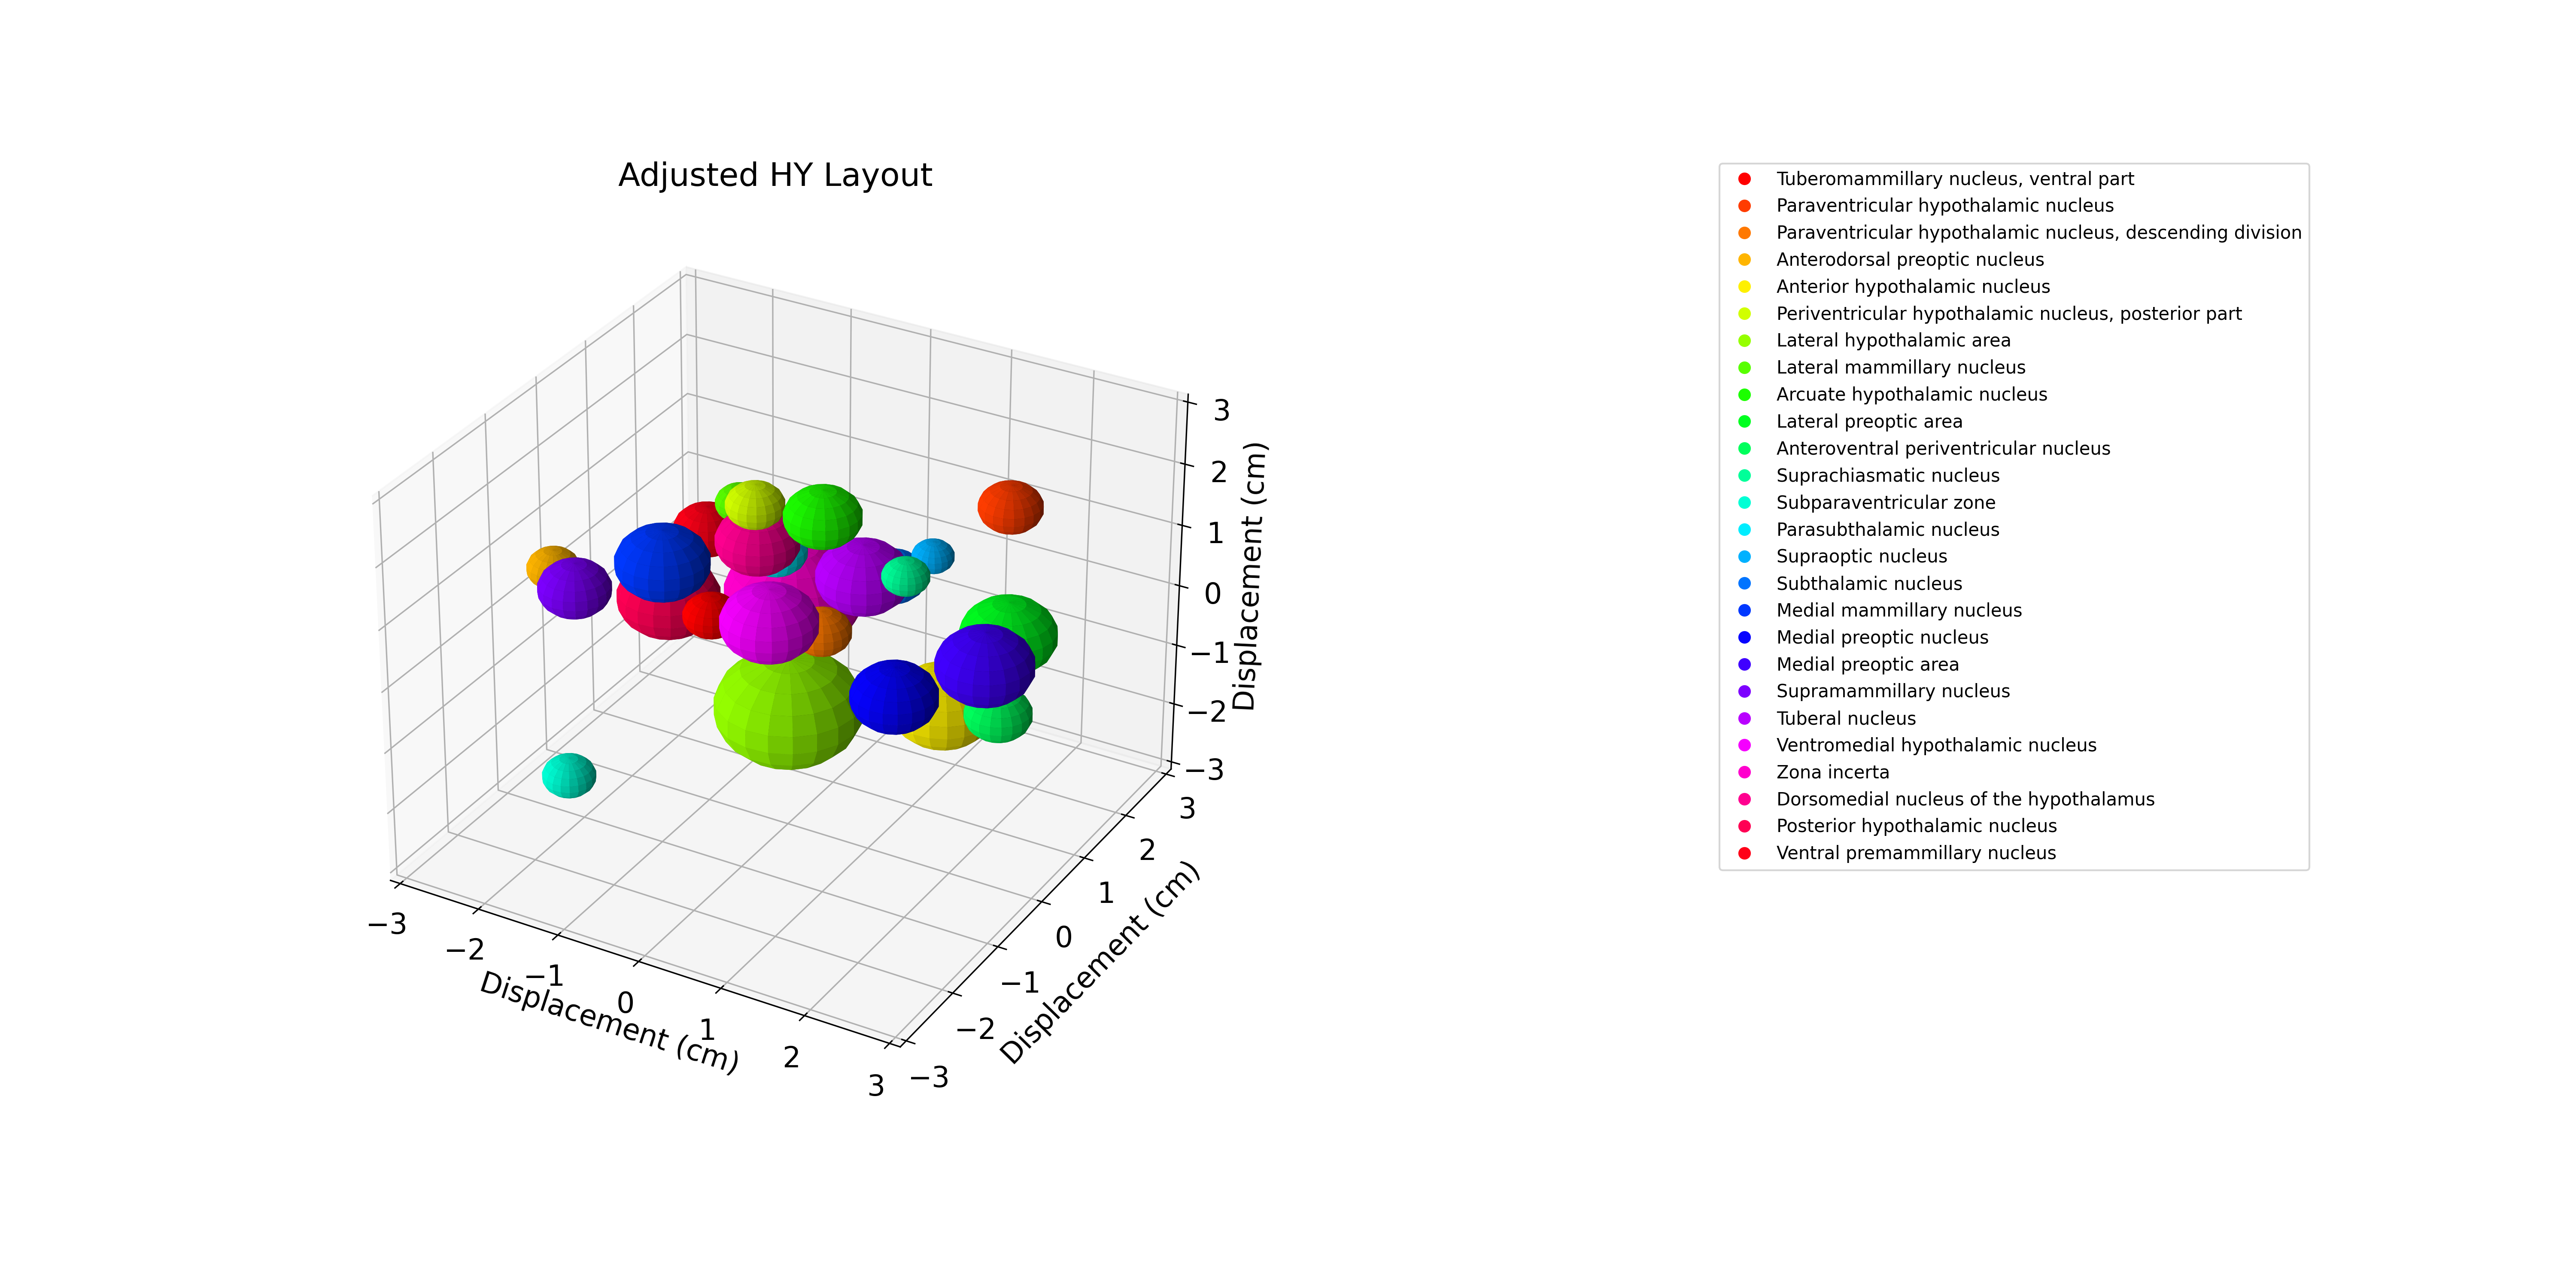 Adjusted HY Layout
Tuberomammillary nucleus, ventral part
Paraventricular hypothalamic nucleus
Paraventricular hypothalamic nucleus, descending division
Anterodorsal preoptic nucleus
Anterior hypothalamic nucleus
Periventricular hypothalamic nucleus, posterior part
Lateral hypothalamic area
Lateral mammillary nucleus
Arcuate hypothalamic nucleus
Lateral preoptic area
Anteroventral periventricular nucleus
Suprachiasmatic nucleus
Subparaventricular zone
Parasubthalamic nucleus
Supraoptic nucleus
Subthalamic nucleus
Medial mammillary nucleus
Medial preoptic nucleus
Medial preoptic area
Supramammillary nucleus
Tuberal nucleus
Ventromedial hypothalamic nucleus
Zona incerta
Dorsomedial nucleus of the hypothalamus
Posterior hypothalamic nucleus
Ventral premammillary nucleus
3
2
1
0
−1
−2
−3
Displacement (cm)
3
2
1
0
−1
−2
−3
Displacement (cm)
−3
−2
−1
0
1
2
3
Displacement (cm)